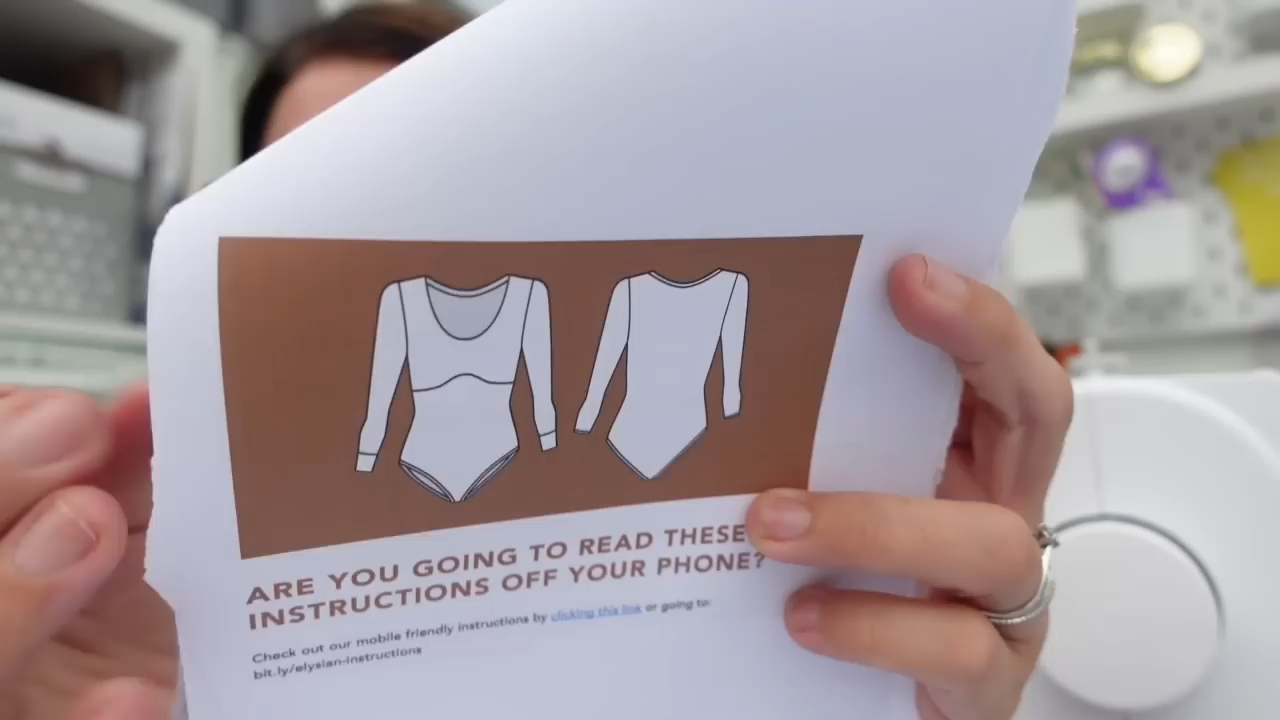 ARE YOU GOING TO READ THESE
INSTRUCTIONS OFF YOUR PHONE?
Check out our mobile friendly instructions by clicking this link or going to:
bit.ly/elysian-instructions